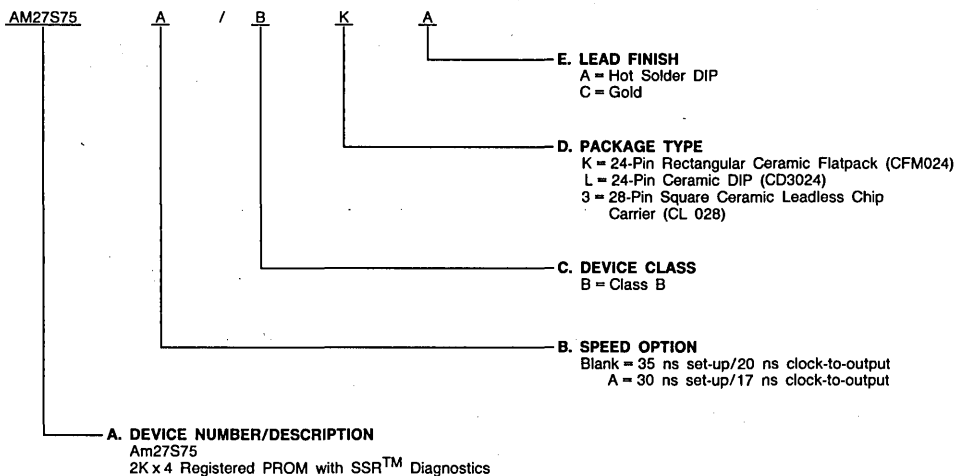 AM27S75 A / B K A
E. LEAD FINISH
A = Hot Solder DIP
C = Gold
D. PACKAGE TYPE
K = 24-Pin Rectangular Ceramic Flatpack (CFM024)
L = 24-Pin Ceramic DIP (CD3024)
3 = 28-Pin Square Ceramic Leadless Chip
Carrier (CL 028)
C. DEVICE CLASS
B = Class B
B. SPEED OPTION
Blank = 35 ns set-up/20 ns clock-to-output
A = 30 ns set-up/17 ns clock-to-output
A. DEVICE NUMBER/DESCRIPTION
Am27S75
2K x 4 Registered PROM with SSR™ Diagnostics